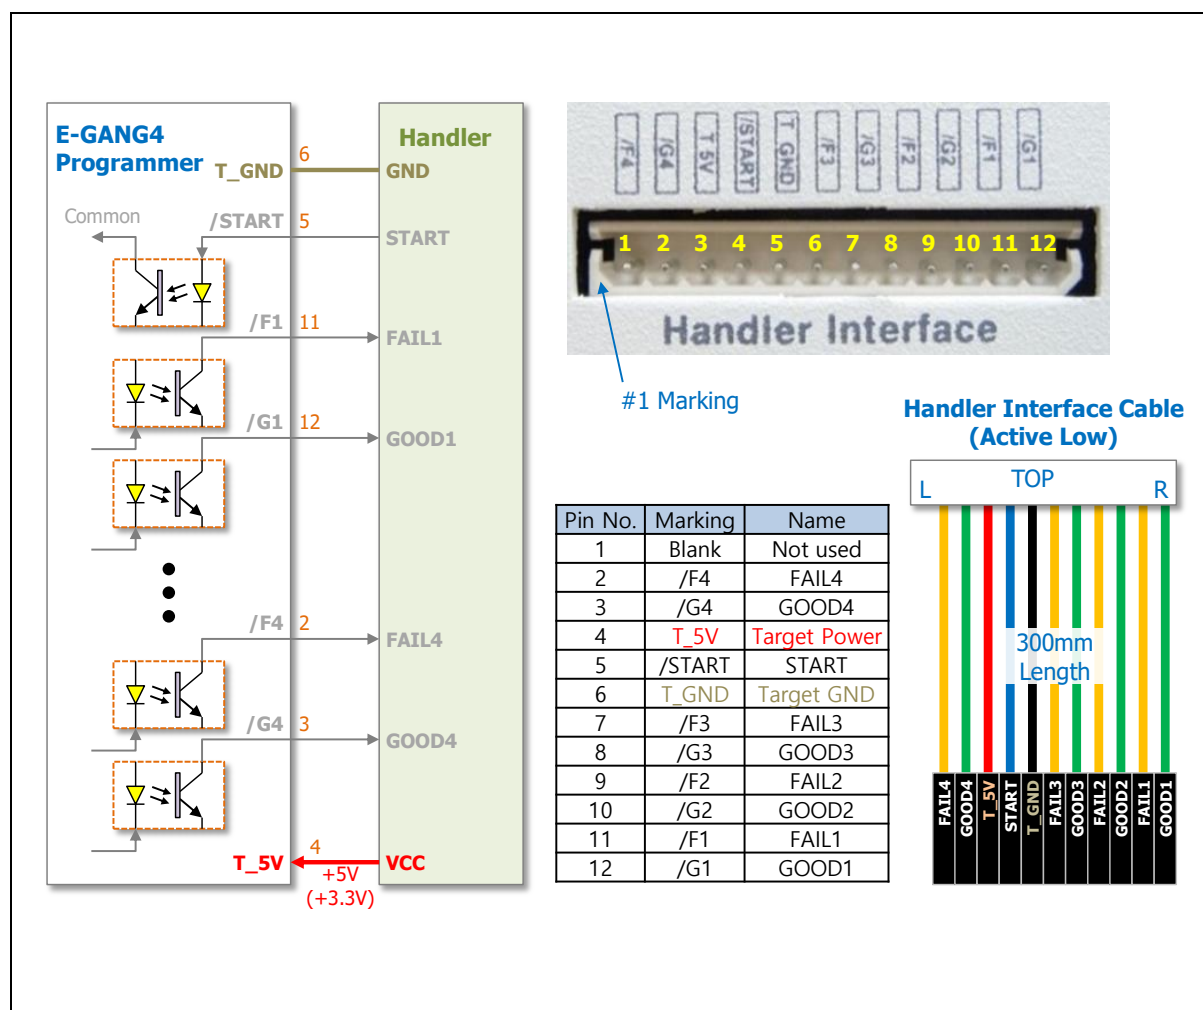 E-GANG4
Programmer
Handler
T_GND 6 GND
Common
/START 5 START
/F1 11 FAIL1
/G1 12 GOOD1
/F4 2 FAIL4
/G4 3 GOOD4
T_5V 4 VCC
+5V
(+3.3V)
/F4 /G4 T 5V /START T GND /F3 /G3 /F2 /G2 /F1 /G1
1 2 3 4 5 6 7 8 9 10 11 12
Handler Interface
#1 Marking
Handler Interface Cable
(Active Low)
TOP
L R
300mm
Length
FAIL4 GOOD4 T_5V START T_GND FAIL3 GOOD3 FAIL2 GOOD2 FAIL1 GOOD1
Pin No. Marking Name
1 Blank Not used
2 /F4 FAIL4
3 /G4 GOOD4
4 T_5V Target Power
5 /START START
6 T_GND Target GND
7 /F3 FAIL3
8 /G3 GOOD3
9 /F2 FAIL2
10 /G2 GOOD2
11 /F1 FAIL1
12 /G1 GOOD1